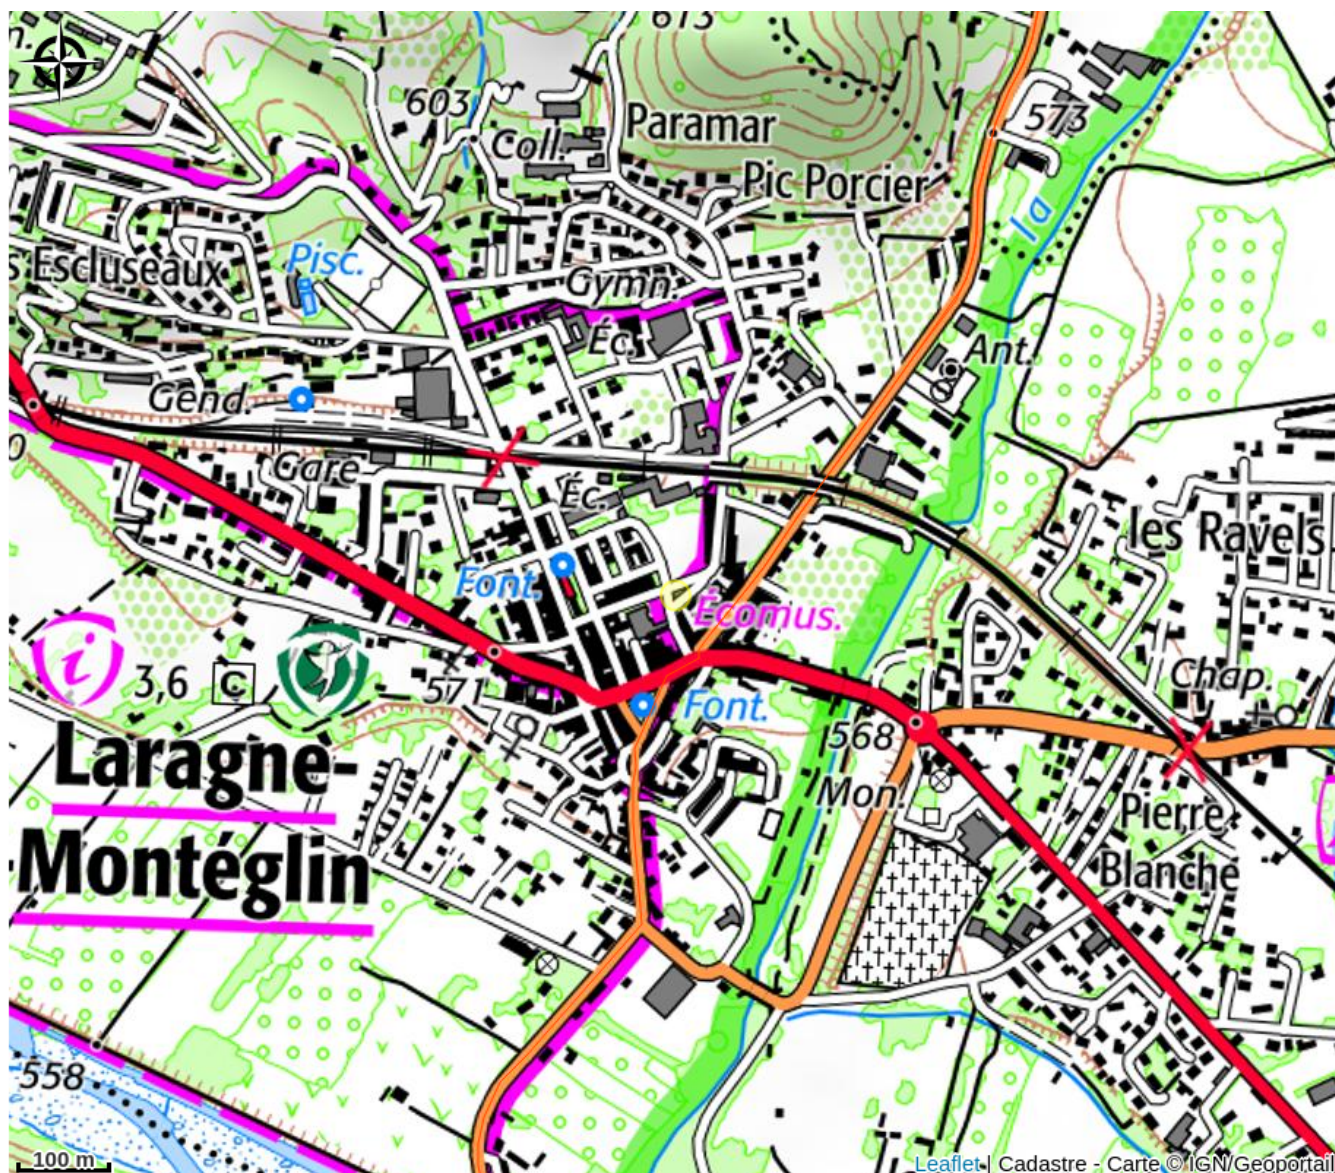 613
603
Coll.
Paramar
573
Pic Porcier
la
s Escluseaux
Pisc.
Gymn.
Éc.
Ant.
Gend.
0
Gare
Éc.
les Ravels
Font.
Écomus.
i
3,6
C
571
Font.
568
Chap.
Laragne-
Montéglin
Mon.
Pierre
Blanche
558
100 m
Leaflet | Cadastre - Carte © IGN/Geoportail